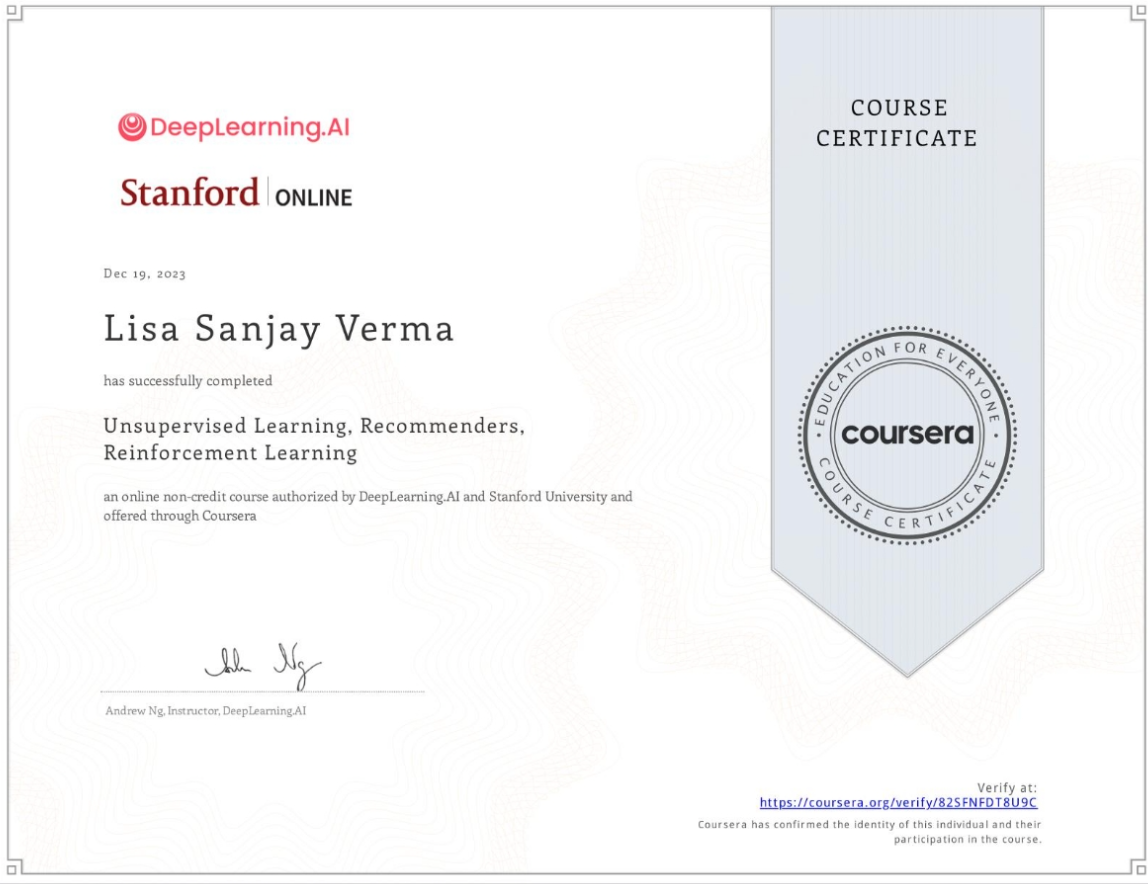 DeepLearning.AI
Stanford | ONLINE
Dec 19, 2023
Lisa Sanjay Verma
has successfully completed
Unsupervised Learning, Recommenders,
Reinforcement Learning
an online non-credit course authorized by DeepLearning.AI and Stanford University and
offered through Coursera
Andrew Ng, Instructor, DeepLearning.AI
COURSE
CERTIFICATE
EDUCATION FOR EVERYONE
coursera
COURSE CERTIFICATE
Verify at:
https://coursera.org/verify/82SFNFDT8U9C
Coursera has confirmed the identity of this individual and their
participation in the course.